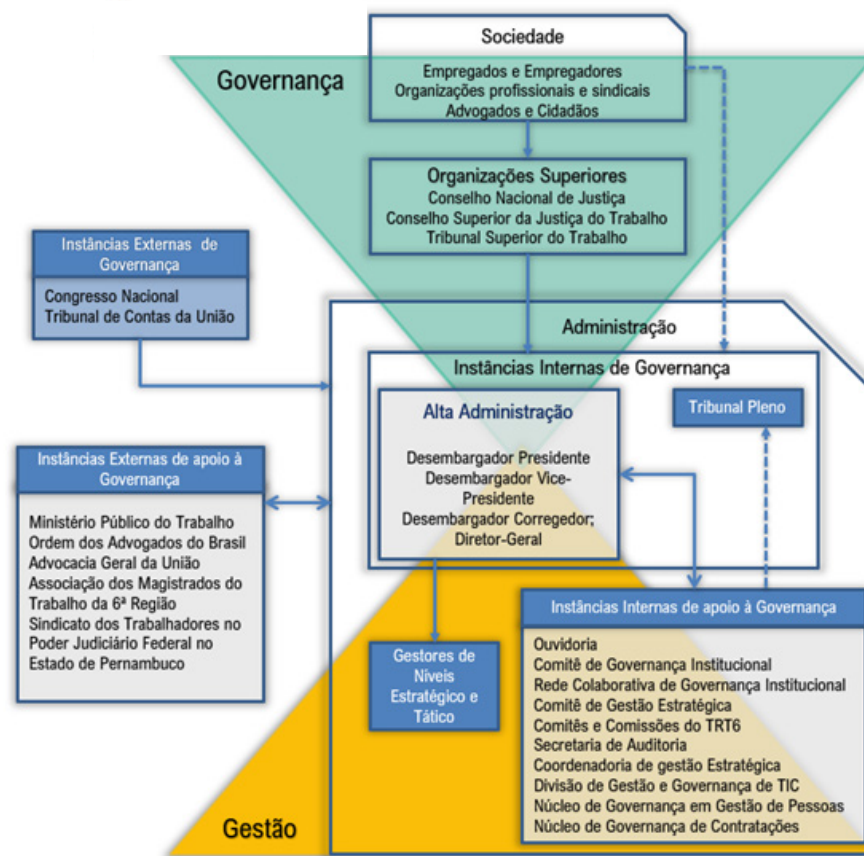 Sociedade
Governança
Empregados e Empregadores
Organizações profissionais e sindicais
Advogados e Cidadãos
Organizações Superiores
Conselho Nacional de Justiça
Conselho Superior da Justiça do Trabalho
Tribunal Superior do Trabalho
Instâncias Externas de
Governança
Congresso Nacional
Tribunal de Contas da União
Administração
Instâncias Internas de Governança
Alta Administração
Desembargador Presidente
Desembargador Vice-
Presidente
Desembargador Corregedor;
Diretor-Geral
Tribunal Pleno
Instâncias Externas de apoio à
Governança
Ministério Público do Trabalho
Ordem dos Advogados do Brasil
Advocacia Geral da União
Associação dos Magistrados do
Trabalho da 6ª Região
Sindicato dos Trabalhadores no
Poder Judiciário Federal no
Estado de Pernambuco
Gestores de
Níveis
Estratégico e
Tático
Instâncias Internas de apoio à Governança
Ouvidoria
Comitê de Governança Institucional
Rede Colaborativa de Governança Institucional
Comitê de Gestão Estratégica
Comitês e Comissões do TRT6
Secretaria de Auditoria
Coordenadoria de gestão Estratégica
Divisão de Gestão e Governança de TIC
Núcleo de Governança em Gestão de Pessoas
Núcleo de Governança de Contratações
Gestão